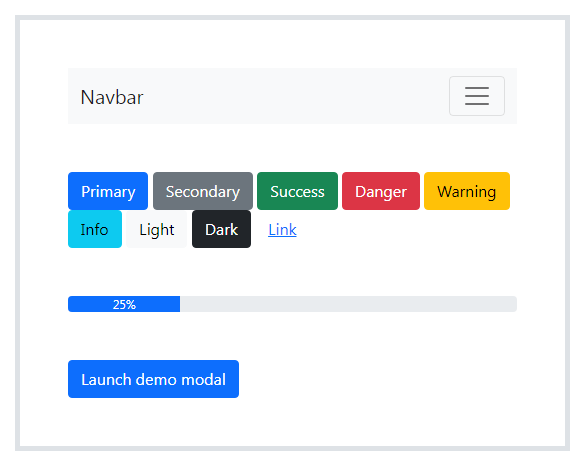 Navbar
Primary Secondary Success Danger Warning
Info Light Dark Link
25%
Launch demo modal